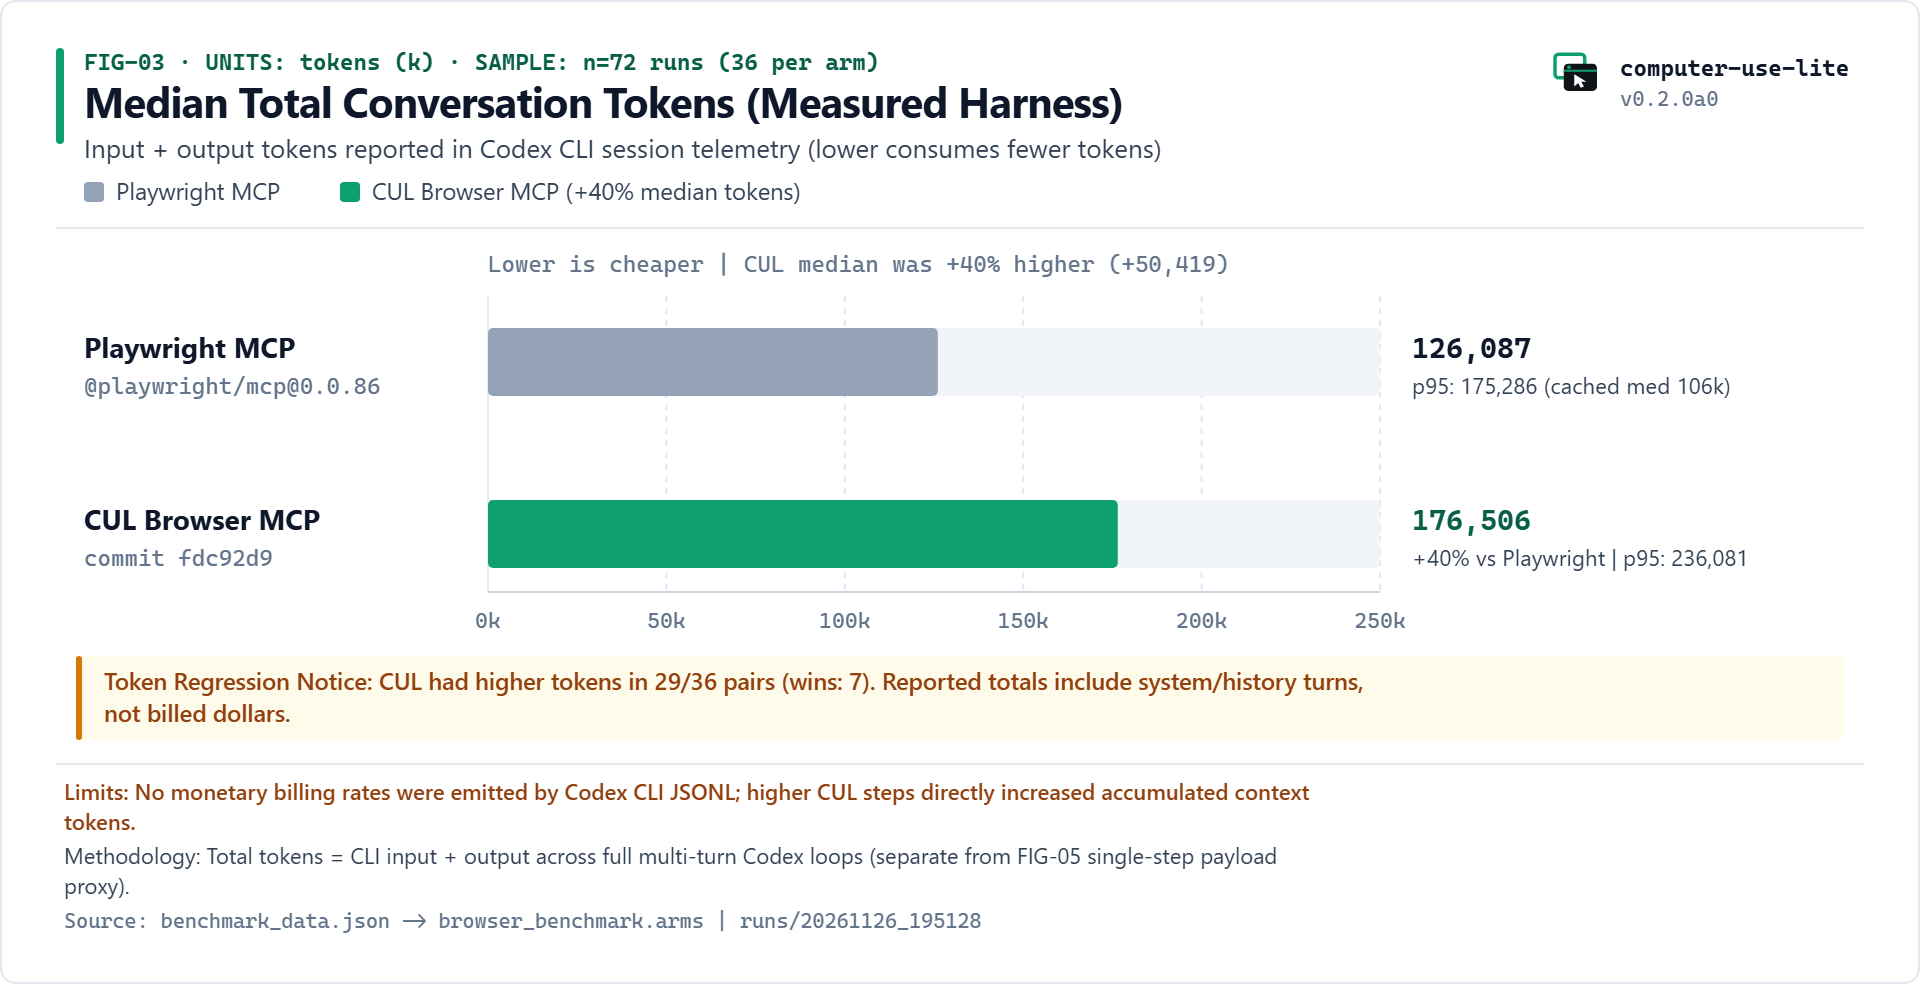 FIG-03 · UNITS: tokens (k) · SAMPLE: n=72 runs (36 per arm)
Median Total Conversation Tokens (Measured Harness)
Input + output tokens reported in Codex CLI session telemetry (lower consumes fewer tokens)
computer-use-lite
v0.2.0a0
Playwright MCP
CUL Browser MCP (+40% median tokens)
Lower is cheaper | CUL median was +40% higher (+50,419)
Playwright MCP
@playwright/mcp@0.0.86
126,087
p95: 175,286 (cached med 106k)
CUL Browser MCP
commit fdc92d9
176,506
+40% vs Playwright | p95: 236,081
0k
50k
100k
150k
200k
250k
Token Regression Notice: CUL had higher tokens in 29/36 pairs (wins: 7). Reported totals include system/history turns,
not billed dollars.
Limits: No monetary billing rates were emitted by Codex CLI JSONL; higher CUL steps directly increased accumulated context
tokens.
Methodology: Total tokens = CLI input + output across full multi-turn Codex loops (separate from FIG-05 single-step payload
proxy).
Source: benchmark_data.json → browser_benchmark.arms | runs/20261126_195128